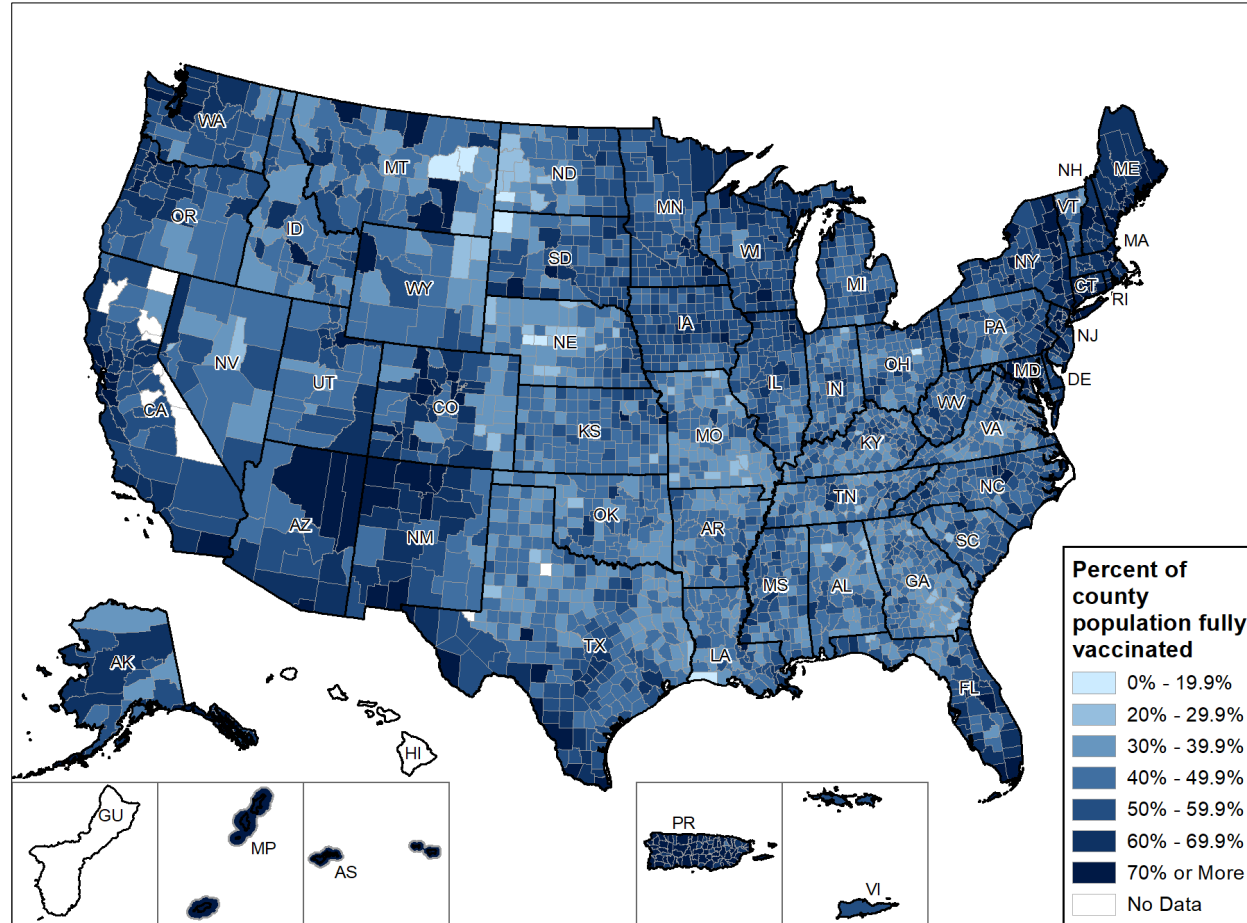 WA
MT
ND
MN
ME
NH
VT
OR
ID
SD
WI
NY
MA
MI
WY
CT
RI
IA
PA
NE
NJ
NV
OH
UT
IL
IN
MD
DE
CO
WV
CA
KS
MO
VA
KY
NC
TN
OK
AZ
NM
AR
SC
MS
AL
GA
TX
LA
AK
FL
HI
GU
MP
AS
PR
VI
Percent of
county
population fully
vaccinated
0% - 19.9%
20% - 29.9%
30% - 39.9%
40% - 49.9%
50% - 59.9%
60% - 69.9%
70% or More
No Data